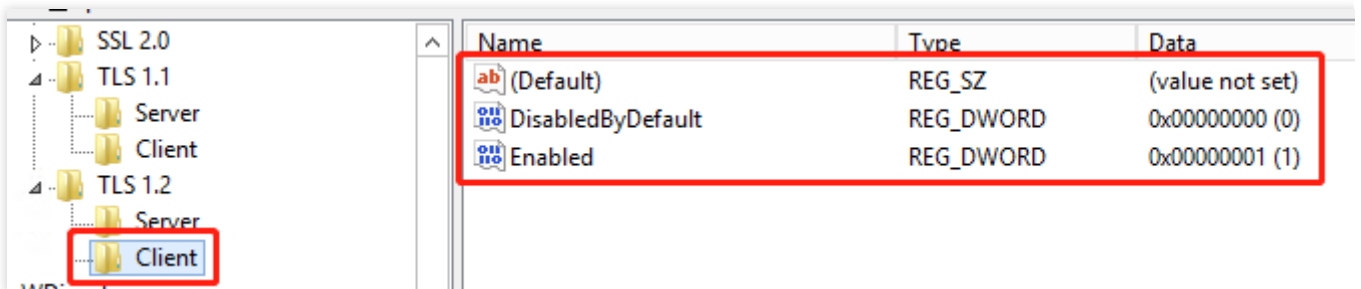 SSL 2.0
TLS 1.1
Server
Client
TLS 1.2
Server
Client
Name Type Data
ab (Default) REG_SZ (value not set)
DisabledByDefault REG_DWORD 0x00000000 (0)
Enabled REG_DWORD 0x00000001 (1)